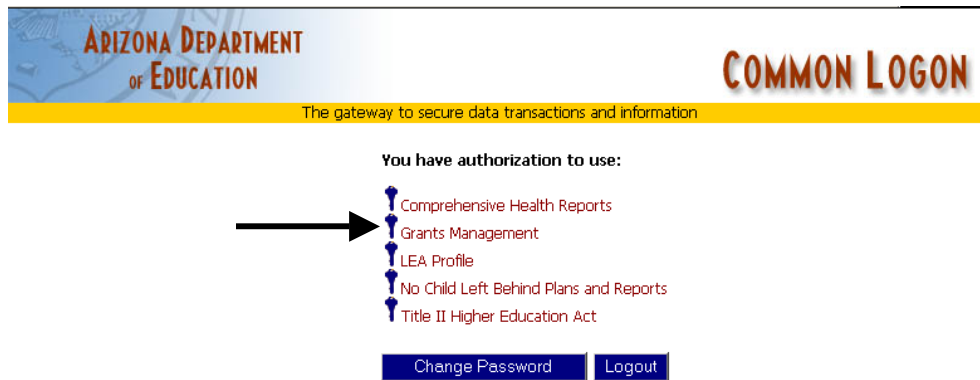 ARIZONA DEPARTMENT
OF EDUCATION
COMMON LOGON
The gateway to secure data transactions and information
You have authorization to use:
Comprehensive Health Reports
Grants Management
LEA Profile
No Child Left Behind Plans and Reports
Title II Higher Education Act
Change Password Logout